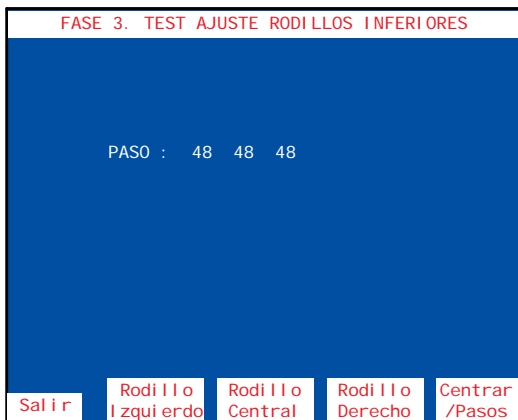 FASE 3. TEST AJUSTE RODILLOS INFERIORES
PASO : 48 48 48
Rodillo Rodillo Rodillo Centrar
Salir Izquierdo Central Derecho /Pasos